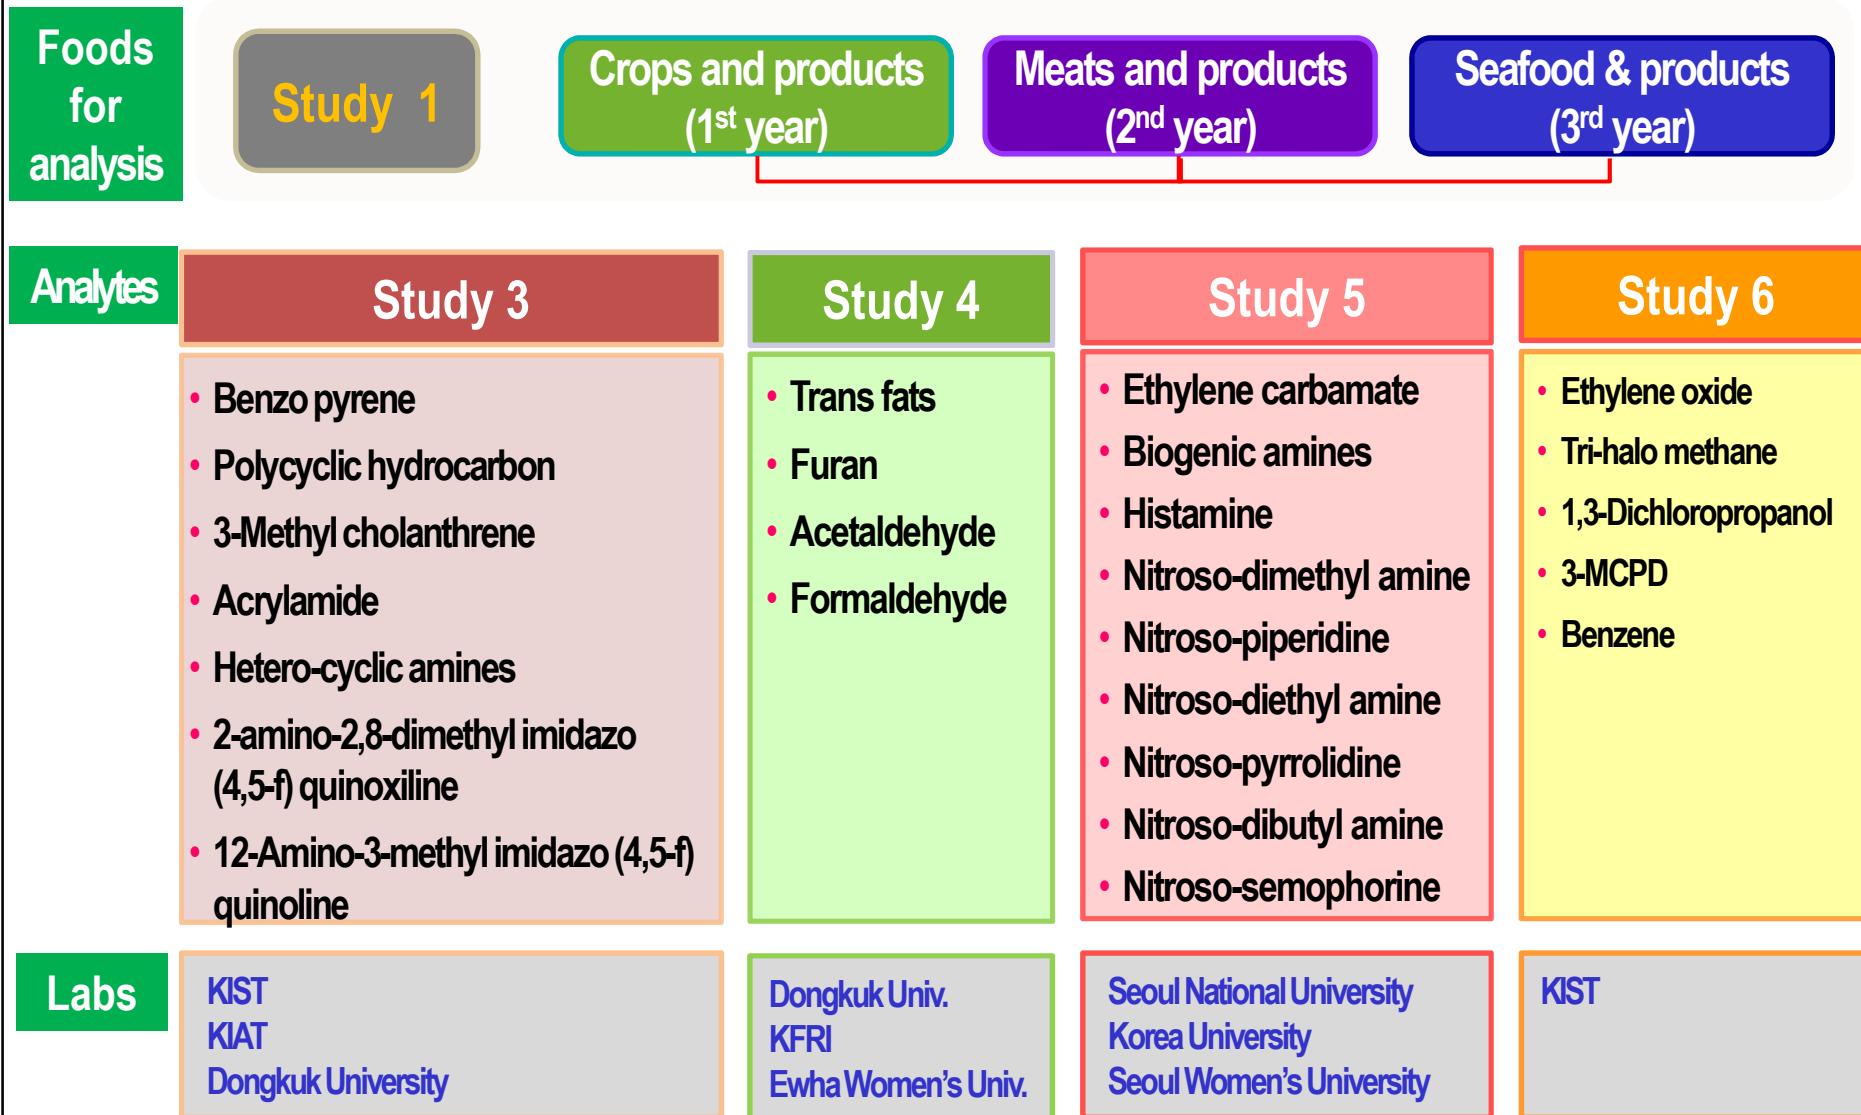 Foods
for
analysis
Study 1
Crops and products
(1st year)
Meats and products
(2nd year)
Seafood & products
(3rd year)
Analytes
Study 3
• Benzo pyrene
• Polycyclic hydrocarbon
• 3-Methyl cholanthrene
• Acrylamide
• Hetero-cyclic amines
• 2-amino-2,8-dimethyl imidazo
(4,5-f) quinoxiline
• 12-Amino-3-methyl imidazo (4,5-f)
quinoline
Study 4
• Trans fats
• Furan
• Acetaldehyde
• Formaldehyde
Study 5
• Ethylene carbamate
• Biogenic amines
• Histamine
• Nitroso-dimethyl amine
• Nitroso-piperidine
• Nitroso-diethyl amine
• Nitroso-pyrrolidine
• Nitroso-dibutyl amine
• Nitroso-semophorine
Study 6
• Ethylene oxide
• Tri-halo methane
• 1,3-Dichloropropanol
• 3-MCPD
• Benzene
Labs
KIST
KIAT
Dongkuk University
Dongkuk Univ.
KFRI
Ewha Women's Univ.
Seoul National University
Korea University
Seoul Women's University
KIST